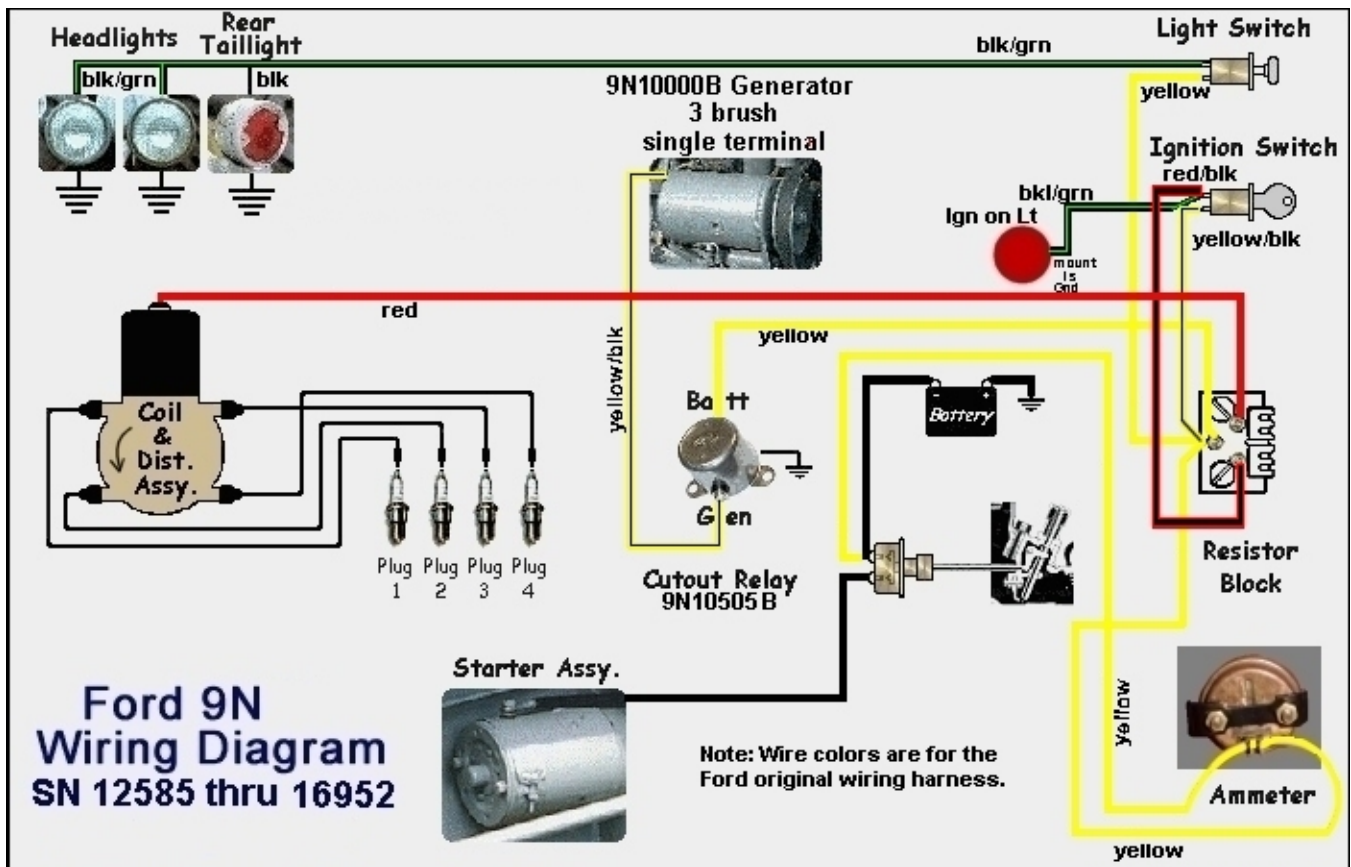 Headlights
Rear
Taillight
blk/grn
blk
blk/grn
Light Switch
yellow
9N10000B Generator
3 brush
single terminal
Ignition Switch
red/blk
bkl/grn
Ign on Lt
yellow/blk
mount
is
Gnd
red
yellow
yellow/blk
Coil
&
Dist.
Assy.
Batt
- +
Battery
Gen
Plug
1
Plug
2
Plug
3
Plug
4
Cutout Relay
9N10505B
Resistor
Block
Starter Assy.
yellow
Ford 9N
Wiring Diagram
SN 12585 thru 16952
Note: Wire colors are for the
Ford original wiring harness.
Ammeter
yellow